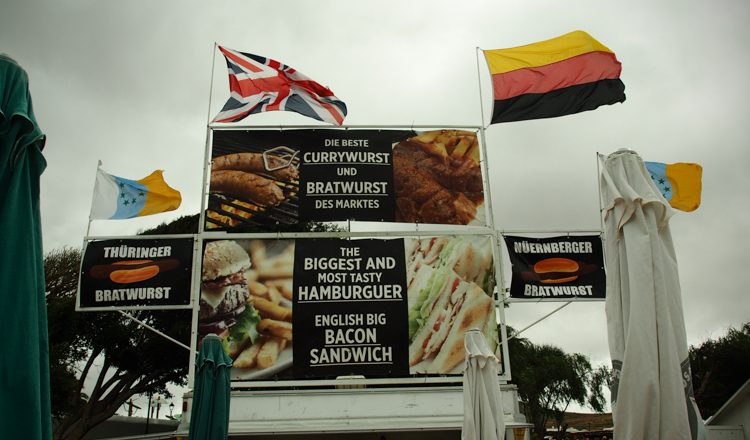 DIE BESTE
CURRYWURST
UND
BRATWURST
DES MARKTES
THÜRINGER
BRATWURST
THE
BIGGEST AND
MOST TASTY
HAMBURGUER
ENGLISH BIG
BACON
SANDWICH
NÜERNBERGER
BRATWURST